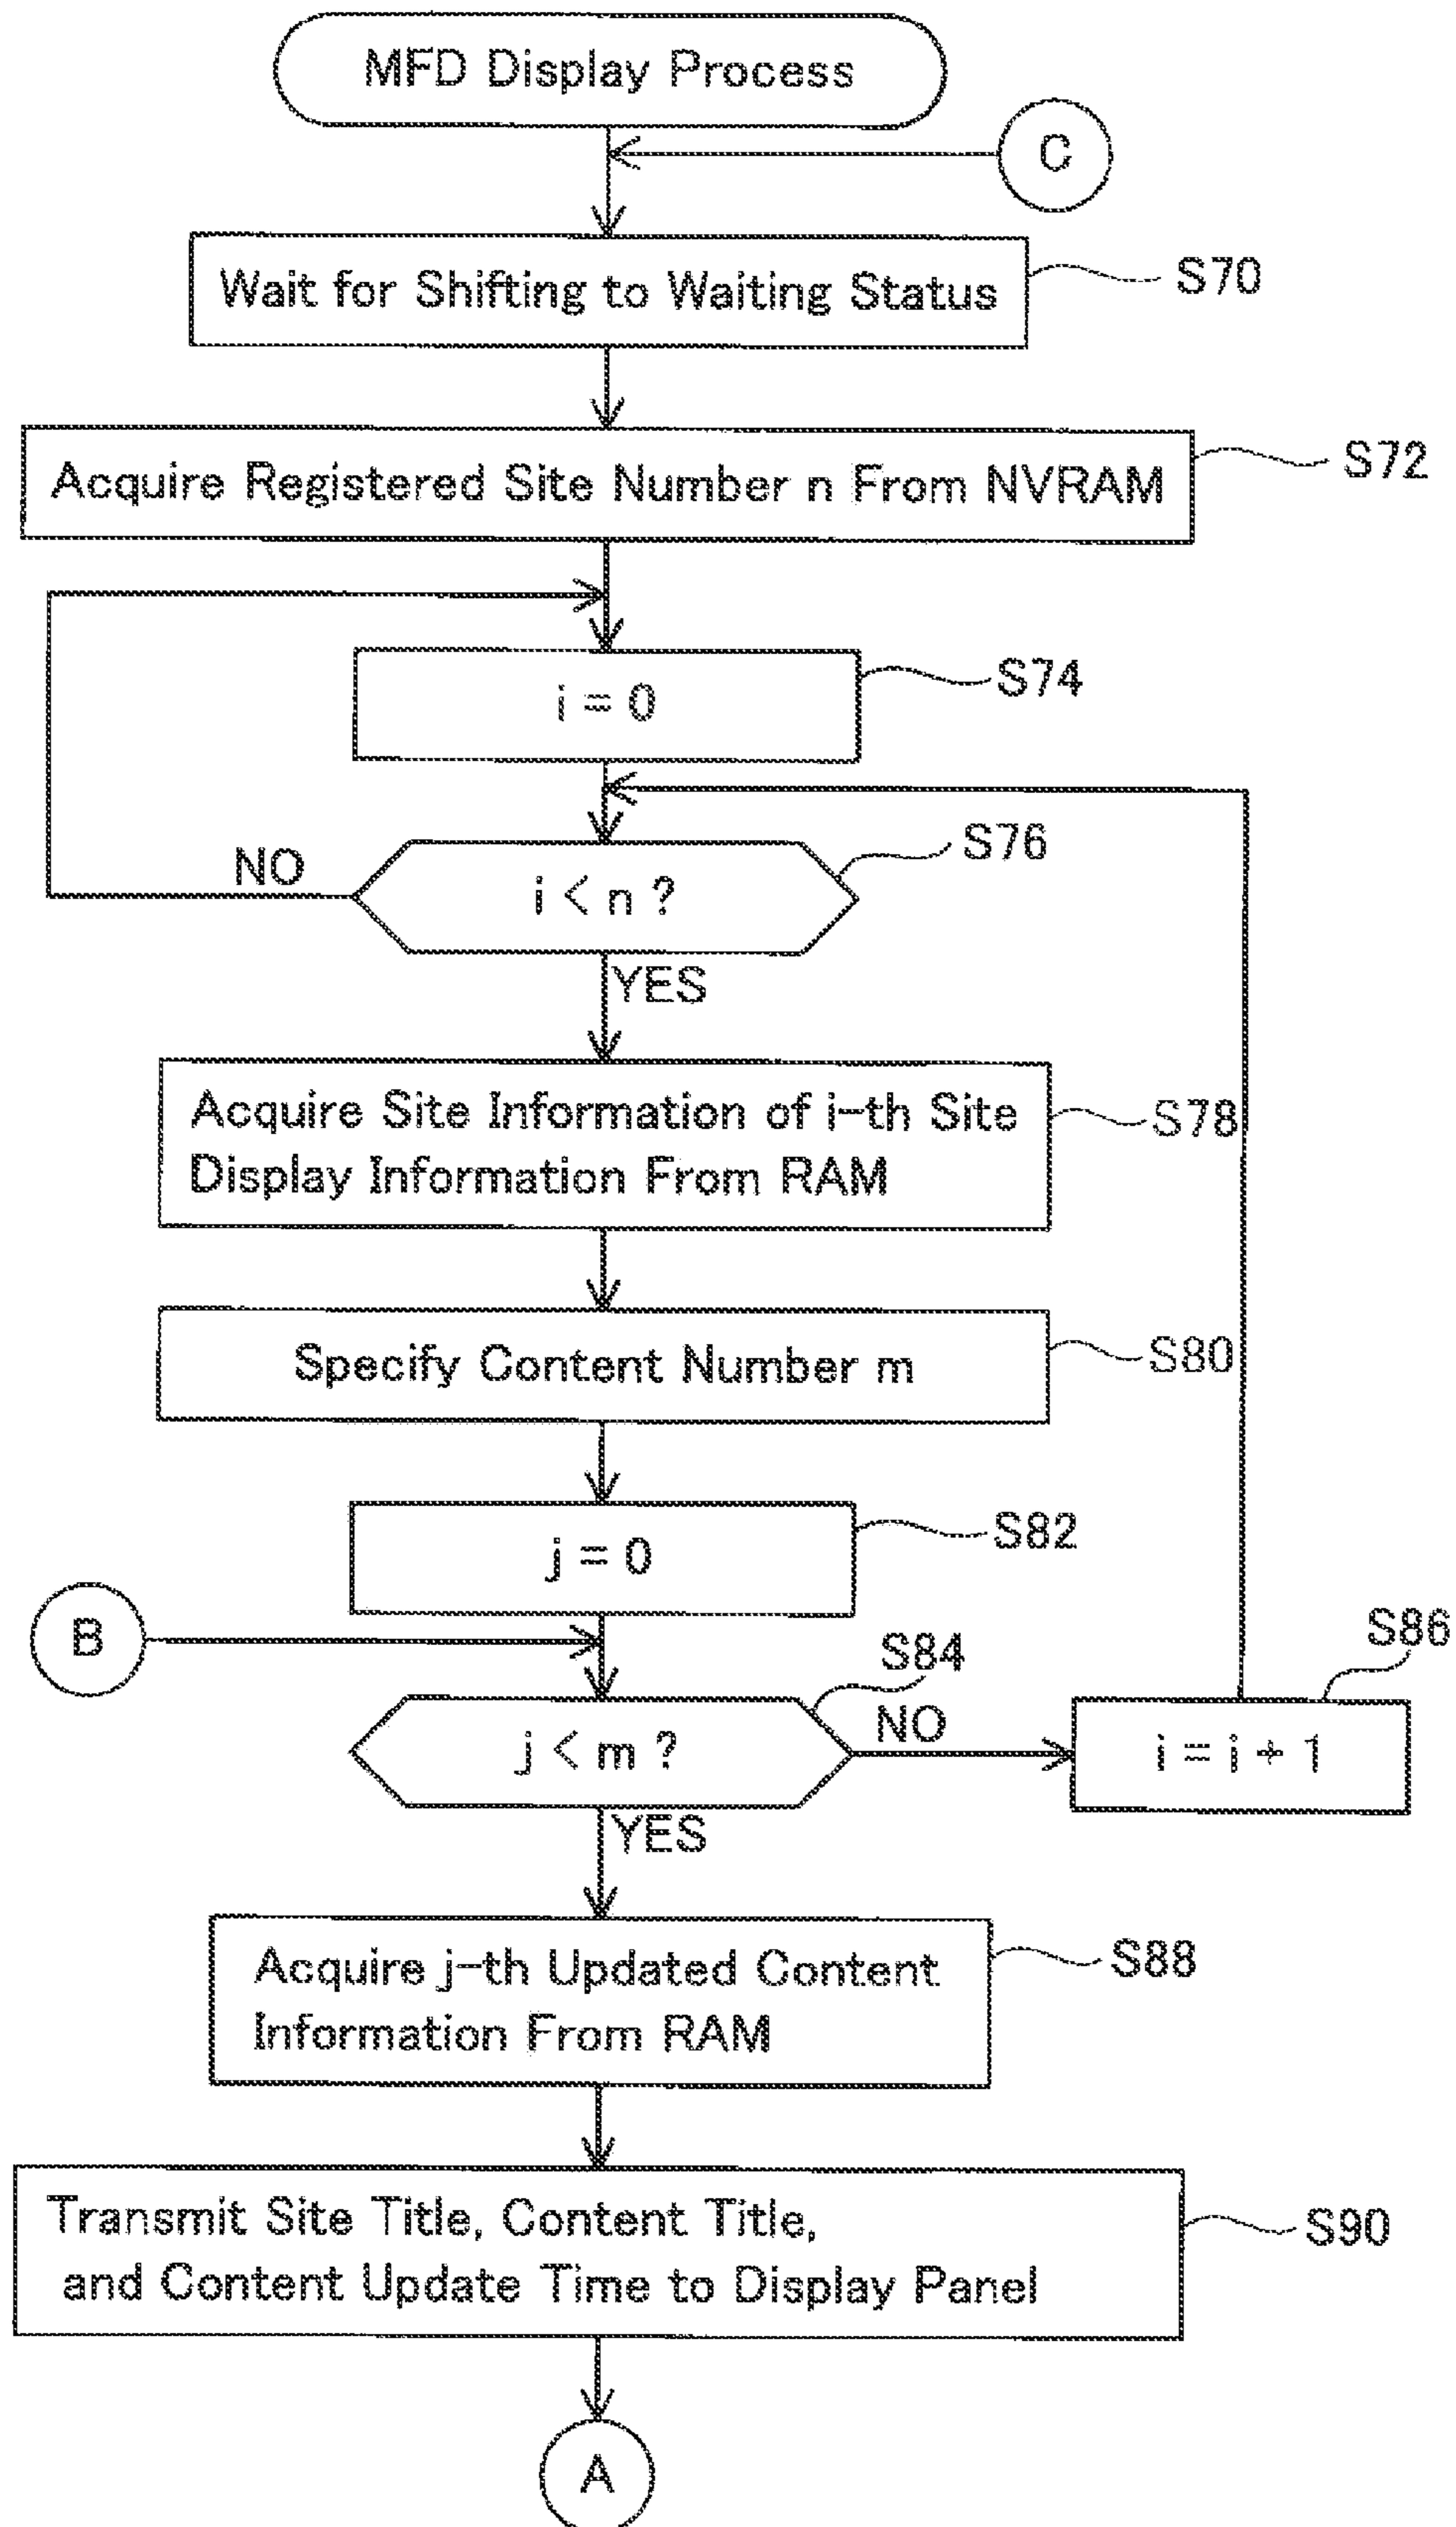 MFD Display Process
C
Wait for Shifting to Waiting Status
S70
Acquire Registered Site Number n From NVRAM
S72
i = 0
S74
i < n ?
S76
NO
YES
Acquire Site Information of i-th Site
Display Information From RAM
S78
Specify Content Number m
S80
j = 0
S82
B
j < m ?
S84
NO
i = i + 1
S86
YES
Acquire j-th Updated Content
Information From RAM
S88
Transmit Site Title, Content Title,
and Content Update Time to Display Panel
S90
A